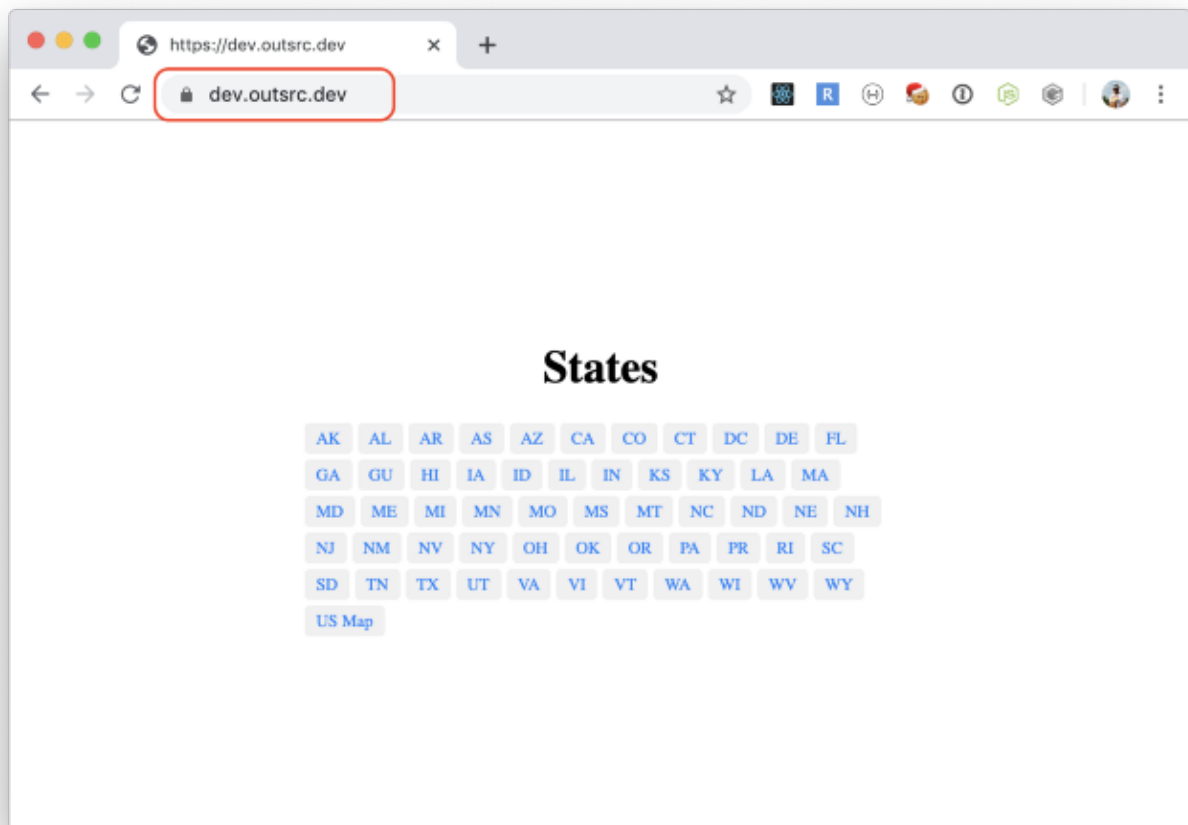 https://dev.outsrc.dev
dev.outsrc.dev
States
AK AL AR AS AZ CA CO CT DC DE FL
GA GU HI IA ID IL IN KS KY LA MA
MD ME MI MN MO MS MT NC ND NE NH
NJ NM NV NY OH OK OR PA PR RI SC
SD TN TX UT VA VI VT WA WI WV WY
US Map